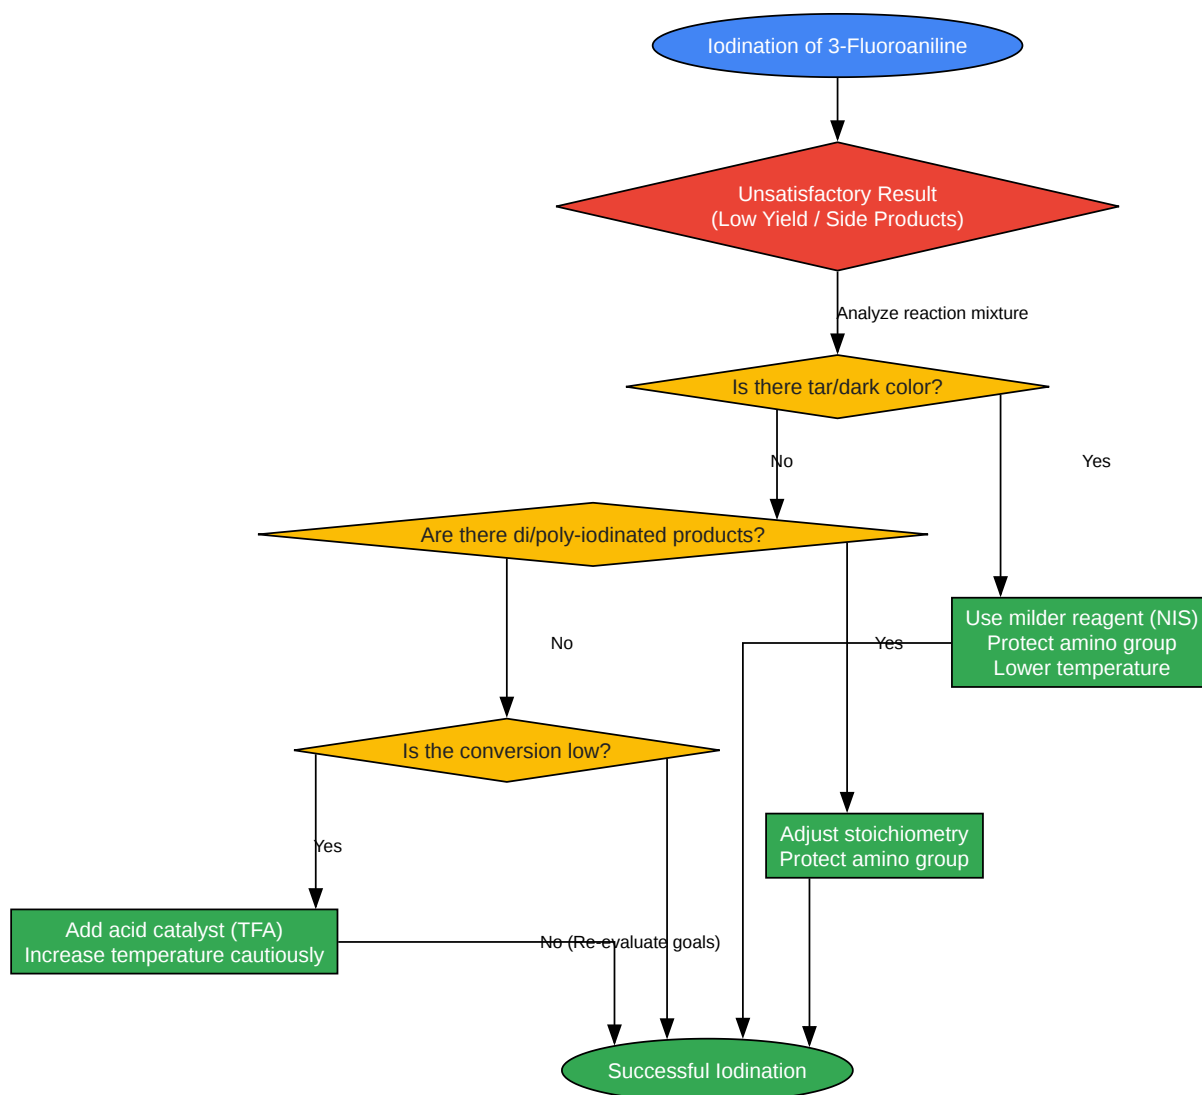 Iodination of 3-Fluoroaniline
Unsatisfactory Result
(Low Yield / Side Products)
Analyze reaction mixture
Is there tar/dark color?
No
Yes
Are there di/poly-iodinated products?
Use milder reagent (NIS)
Protect amino group
Lower temperature
No
Yes
Is the conversion low?
Adjust stoichiometry
Protect amino group
Yes
Add acid catalyst (TFA)
Increase temperature cautiously
No (Re-evaluate goals)
Successful Iodination